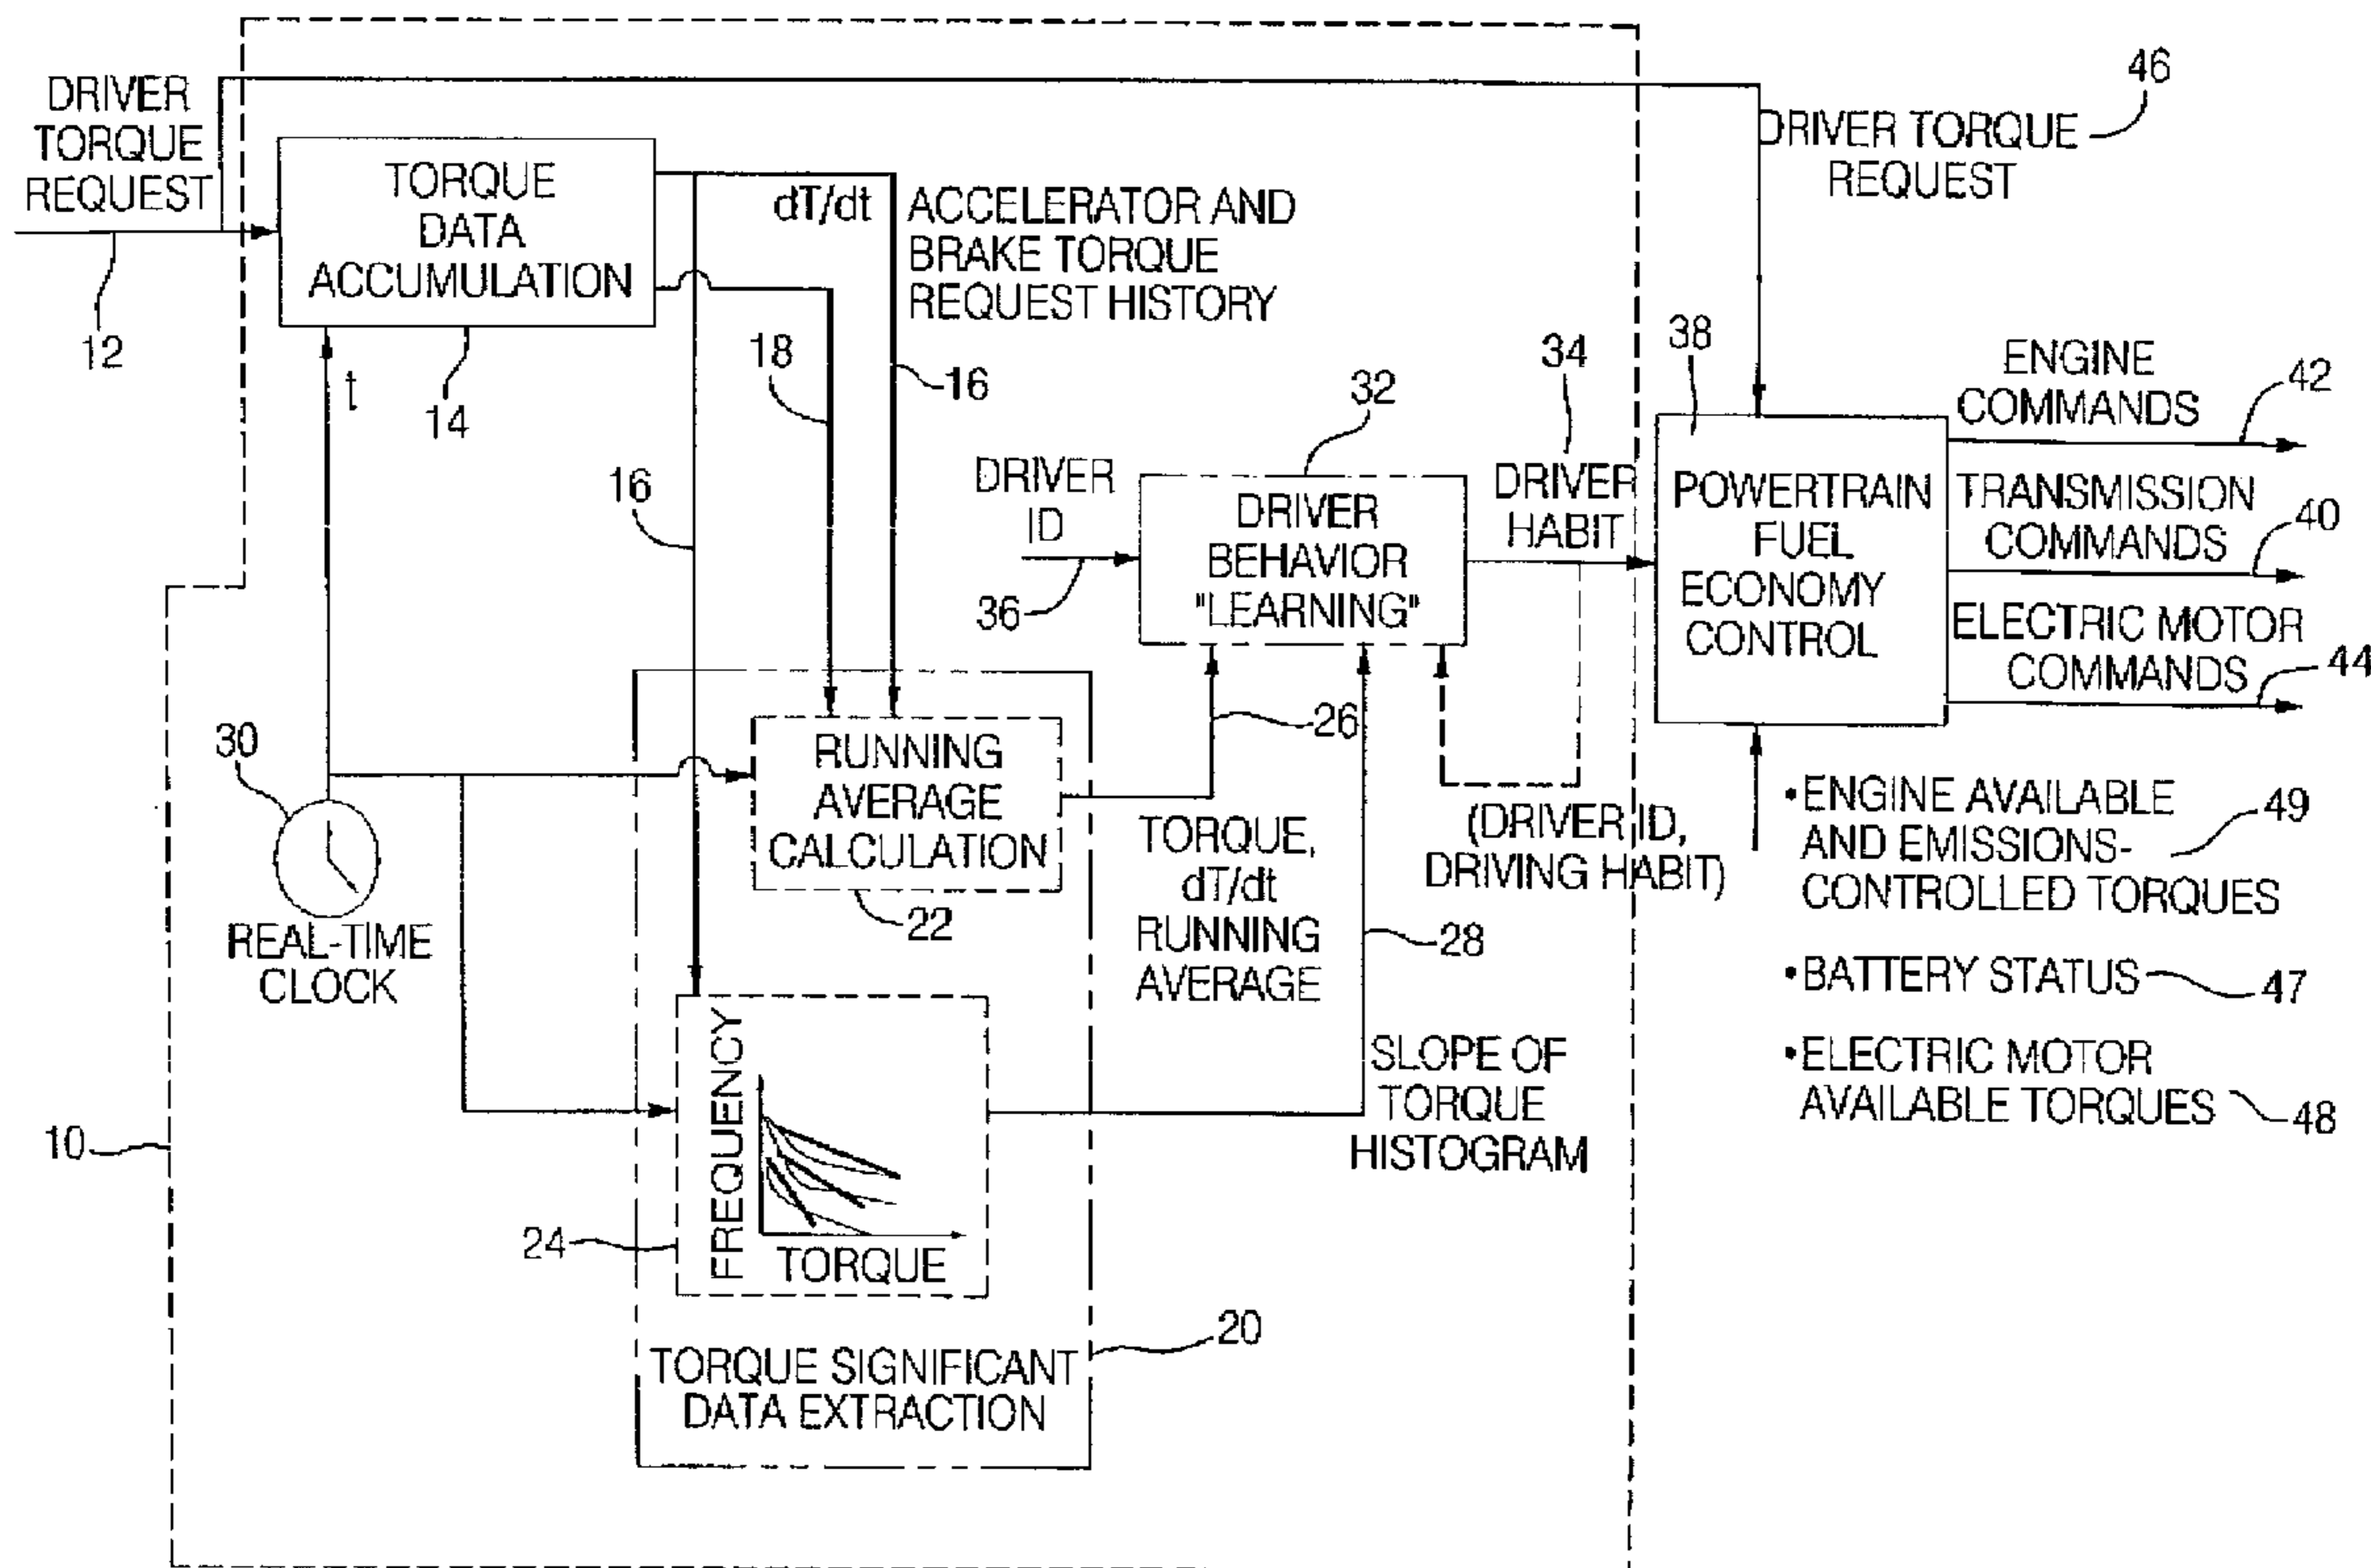 DRIVER
TORQUE
REQUEST
12
TORQUE
DATA
ACCUMULATION
14
t
dT/dt
ACCELERATOR AND
BRAKE TORQUE
REQUEST HISTORY
18
16
16
46
DRIVER TORQUE
REQUEST
30
REAL-TIME
CLOCK
10
RUNNING
AVERAGE
CALCULATION
22
FREQUENCY
TORQUE
24
TORQUE SIGNIFICANT
DATA EXTRACTION
20
DRIVER
ID
36
32
DRIVER
BEHAVIOR
"LEARNING"
34
DRIVER
HABIT
26
TORQUE,
dT/dt
RUNNING
AVERAGE
28
(DRIVER ID,
DRIVING HABIT)
SLOPE OF
TORQUE
HISTOGRAM
38
POWERTRAIN
FUEL
ECONOMY
CONTROL
ENGINE
COMMANDS
42
TRANSMISSION
COMMANDS
40
ELECTRIC MOTOR
COMMANDS
44
•ENGINE AVAILABLE
AND EMISSIONS-
CONTROLLED TORQUES
49
•BATTERY STATUS
47
•ELECTRIC MOTOR
AVAILABLE TORQUES
48